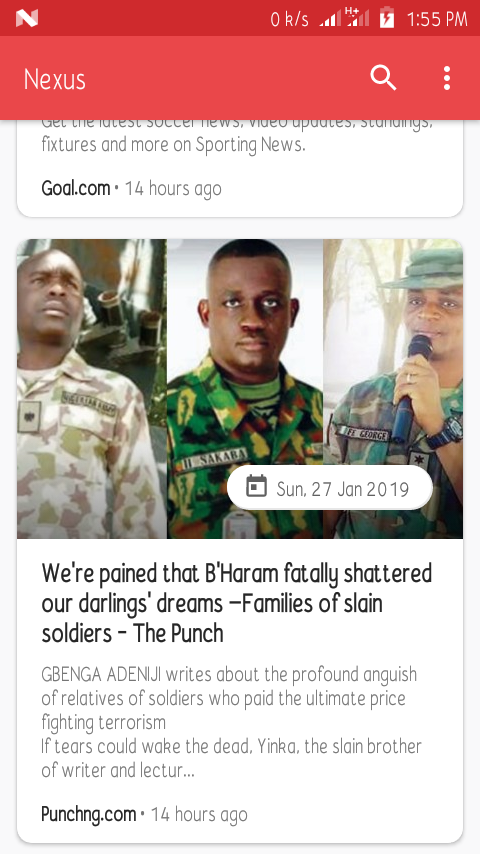 0 k/s H+ 1:55 PM
Nexus
Get the latest soccer news, video updates, standings,
fixtures and more on Sporting News.
Goal.com • 14 hours ago
SAKABA
GEORGE
Sun, 27 Jan 2019
We're pained that B'Haram fatally shattered
our darlings' dreams —Families of slain
soldiers - The Punch
GBENGA ADENIJI writes about the profound anguish
of relatives of soldiers who paid the ultimate price
fighting terrorism
If tears could wake the dead, Yinka, the slain brother
of writer and lectur...
Punchng.com • 14 hours ago